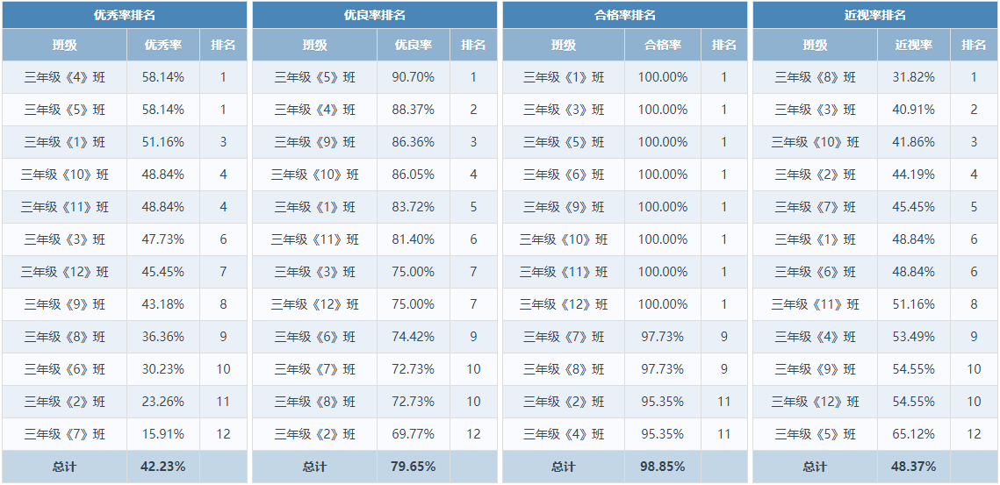 优秀率排名 优良率排名 合格率排名 近视率排名
班级 优秀率 排名 班级 优良率 排名 班级 合格率 排名 班级 近视率 排名
三年级《4》班 58.14% 1 三年级《5》班 90.70% 1 三年级《1》班 100.00% 1 三年级《8》班 31.82% 1
三年级《5》班 58.14% 1 三年级《4》班 88.37% 2 三年级《3》班 100.00% 1 三年级《3》班 40.91% 2
三年级《1》班 51.16% 3 三年级《9》班 86.36% 3 三年级《5》班 100.00% 1 三年级《10》班 41.86% 3
三年级《10》班 48.84% 4 三年级《10》班 86.05% 4 三年级《6》班 100.00% 1 三年级《2》班 44.19% 4
三年级《11》班 48.84% 4 三年级《1》班 83.72% 5 三年级《9》班 100.00% 1 三年级《7》班 45.45% 5
三年级《3》班 47.73% 6 三年级《11》班 81.40% 6 三年级《10》班 100.00% 1 三年级《1》班 48.84% 6
三年级《12》班 45.45% 7 三年级《3》班 75.00% 7 三年级《11》班 100.00% 1 三年级《6》班 48.84% 6
三年级《9》班 43.18% 8 三年级《12》班 75.00% 7 三年级《12》班 100.00% 1 三年级《11》班 51.16% 8
三年级《8》班 36.36% 9 三年级《6》班 74.42% 9 三年级《7》班 97.73% 9 三年级《4》班 53.49% 9
三年级《6》班 30.23% 10 三年级《7》班 72.73% 10 三年级《8》班 97.73% 9 三年级《9》班 54.55% 10
三年级《2》班 23.26% 11 三年级《8》班 72.73% 10 三年级《2》班 95.35% 11 三年级《12》班 54.55% 10
三年级《7》班 15.91% 12 三年级《2》班 69.77% 12 三年级《4》班 95.35% 11 三年级《5》班 65.12% 12
总计 42.23% 总计 79.65% 总计 98.85% 总计 48.37%